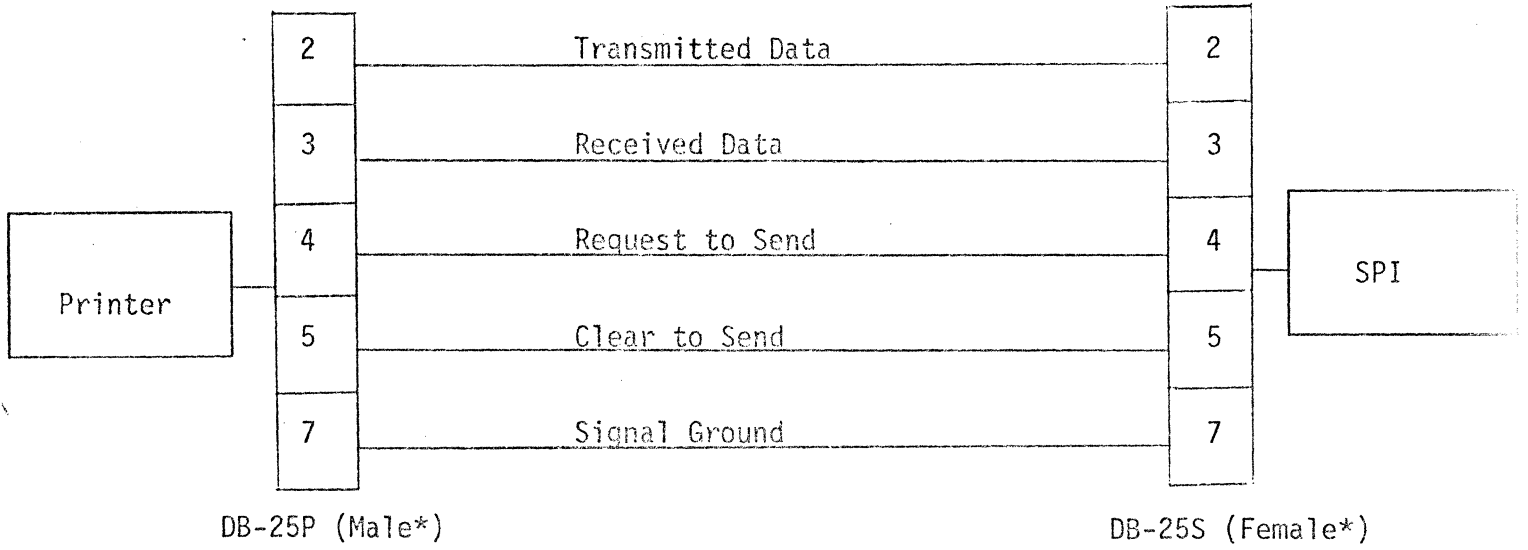 2 Transmitted Data 2
3 Received Data 3
4 Request to Send 4
Printer
SPI
5 Clear to Send 5
7 Signal Ground 7
DB-25P (Male*)
DB-25S (Female*)